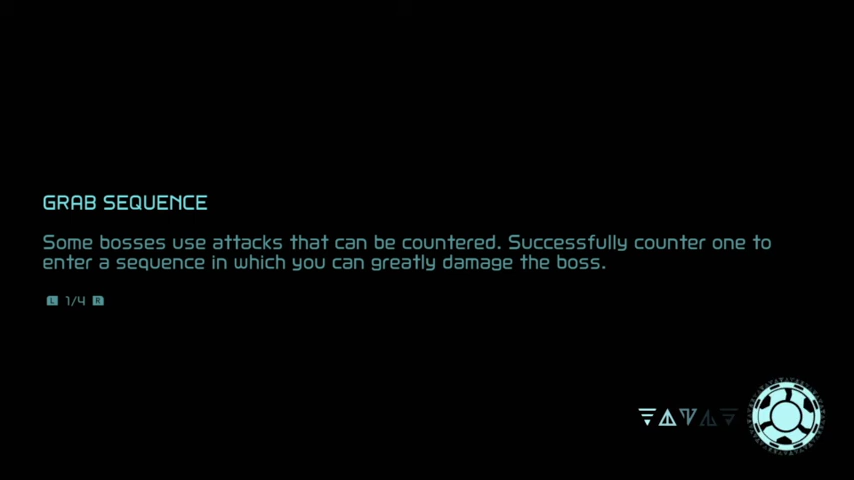 GRAB SEQUENCE
Some bosses use attacks that can be countered. Successfully counter one to
enter a sequence in which you can greatly damage the boss.
L 1/4 R